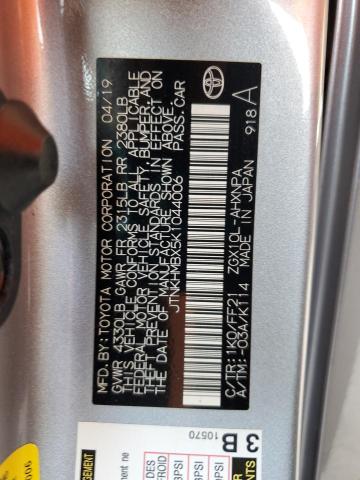 MFD.BY:TOYOTA MOTOR CORPORATION 04/19
GVWR 4330LB GAWR FR 2315LB RR 2380LB
THIS VEHICLE CONFORMS TO ALL APPLICABLE
FEDERAL MOTOR VEHICLE SAFETY, BUMPER, AND
THEFT PREVENTION STANDARDS IN EFFECT ON
THE DATE OF MANUFACTURE SHOWN ABOVE.
JTNKHMBX5K1044006 PASS.CAR
C/TR:1K0/FF21 ZGX10L-AHXNPA
A/TM:-03A/K114 MADE IN JAPAN 918 A
TOYOTA
3 B
10570